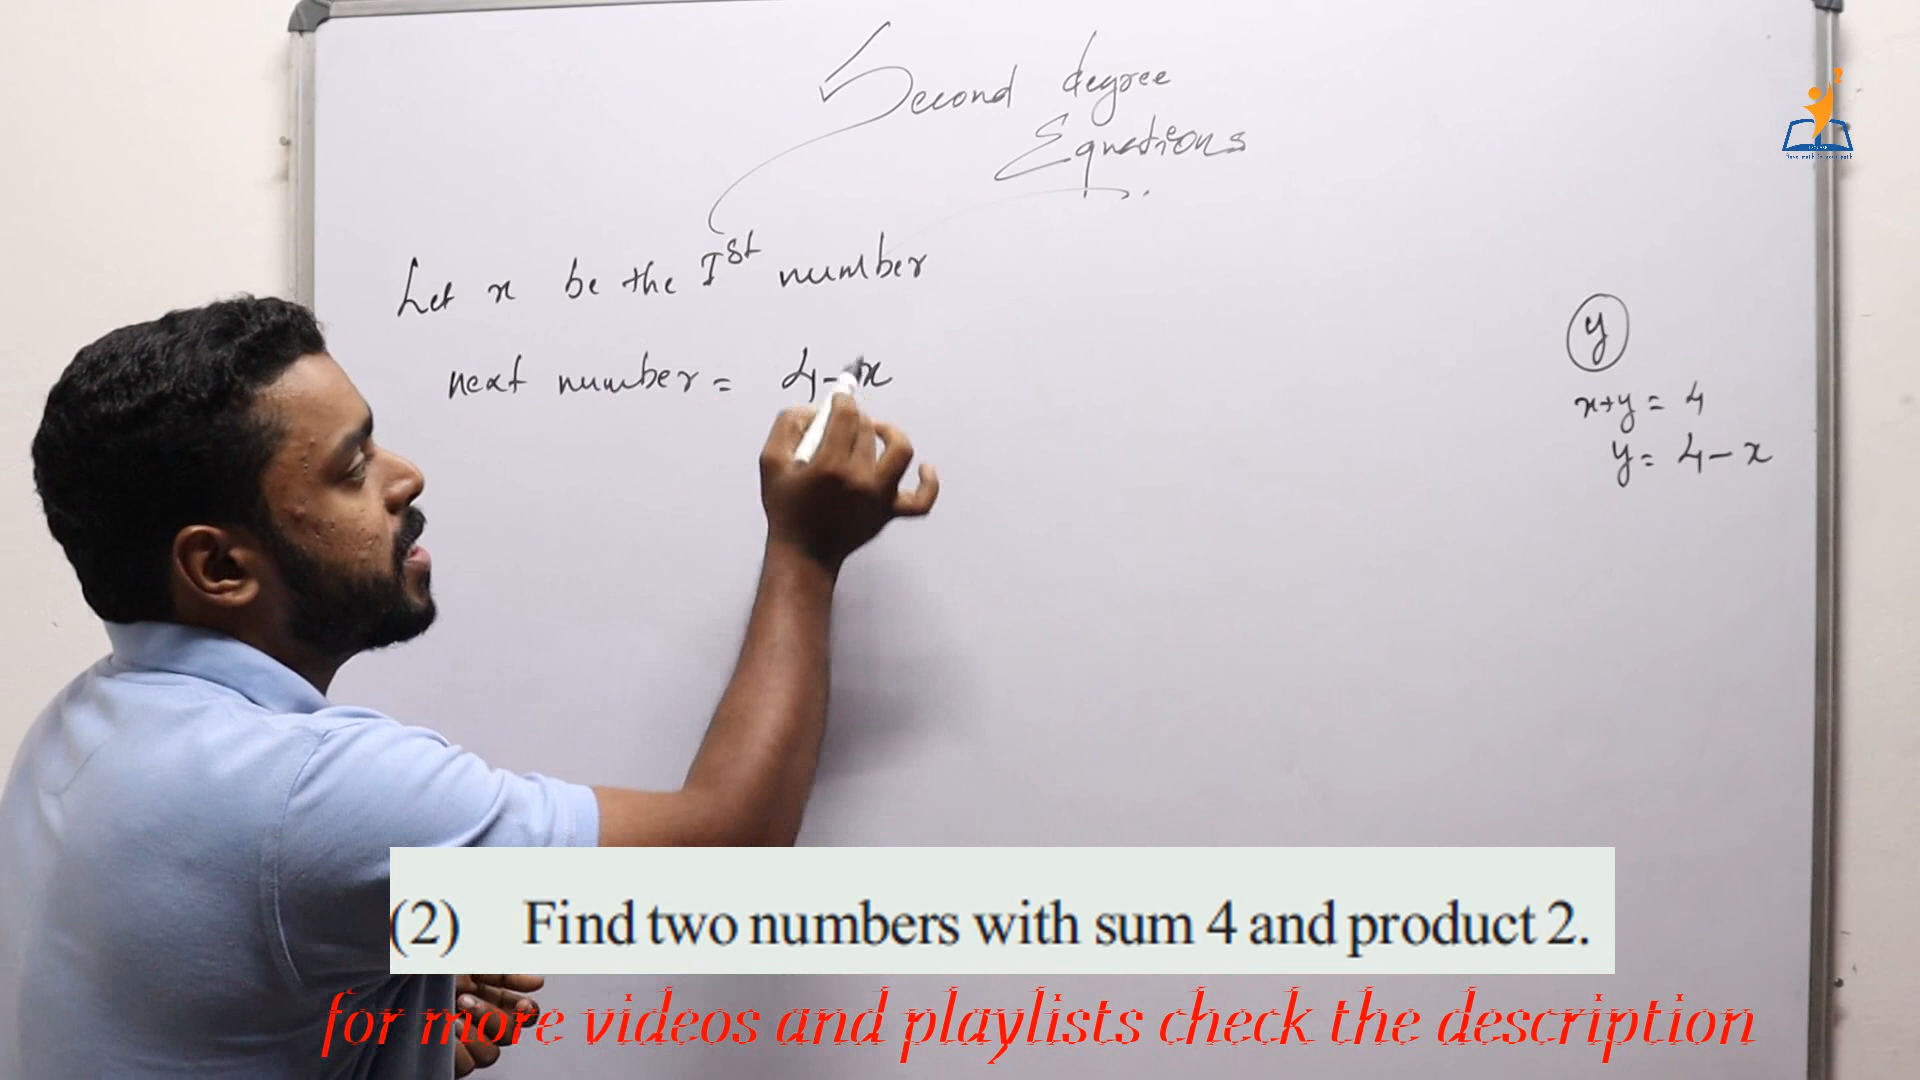 Second degree
Equations
Let x be the Ist number
next number = 4-x
y
x+y = 4
y = 4-x
(2) Find two numbers with sum 4 and product 2.
for more videos and playlists check the description